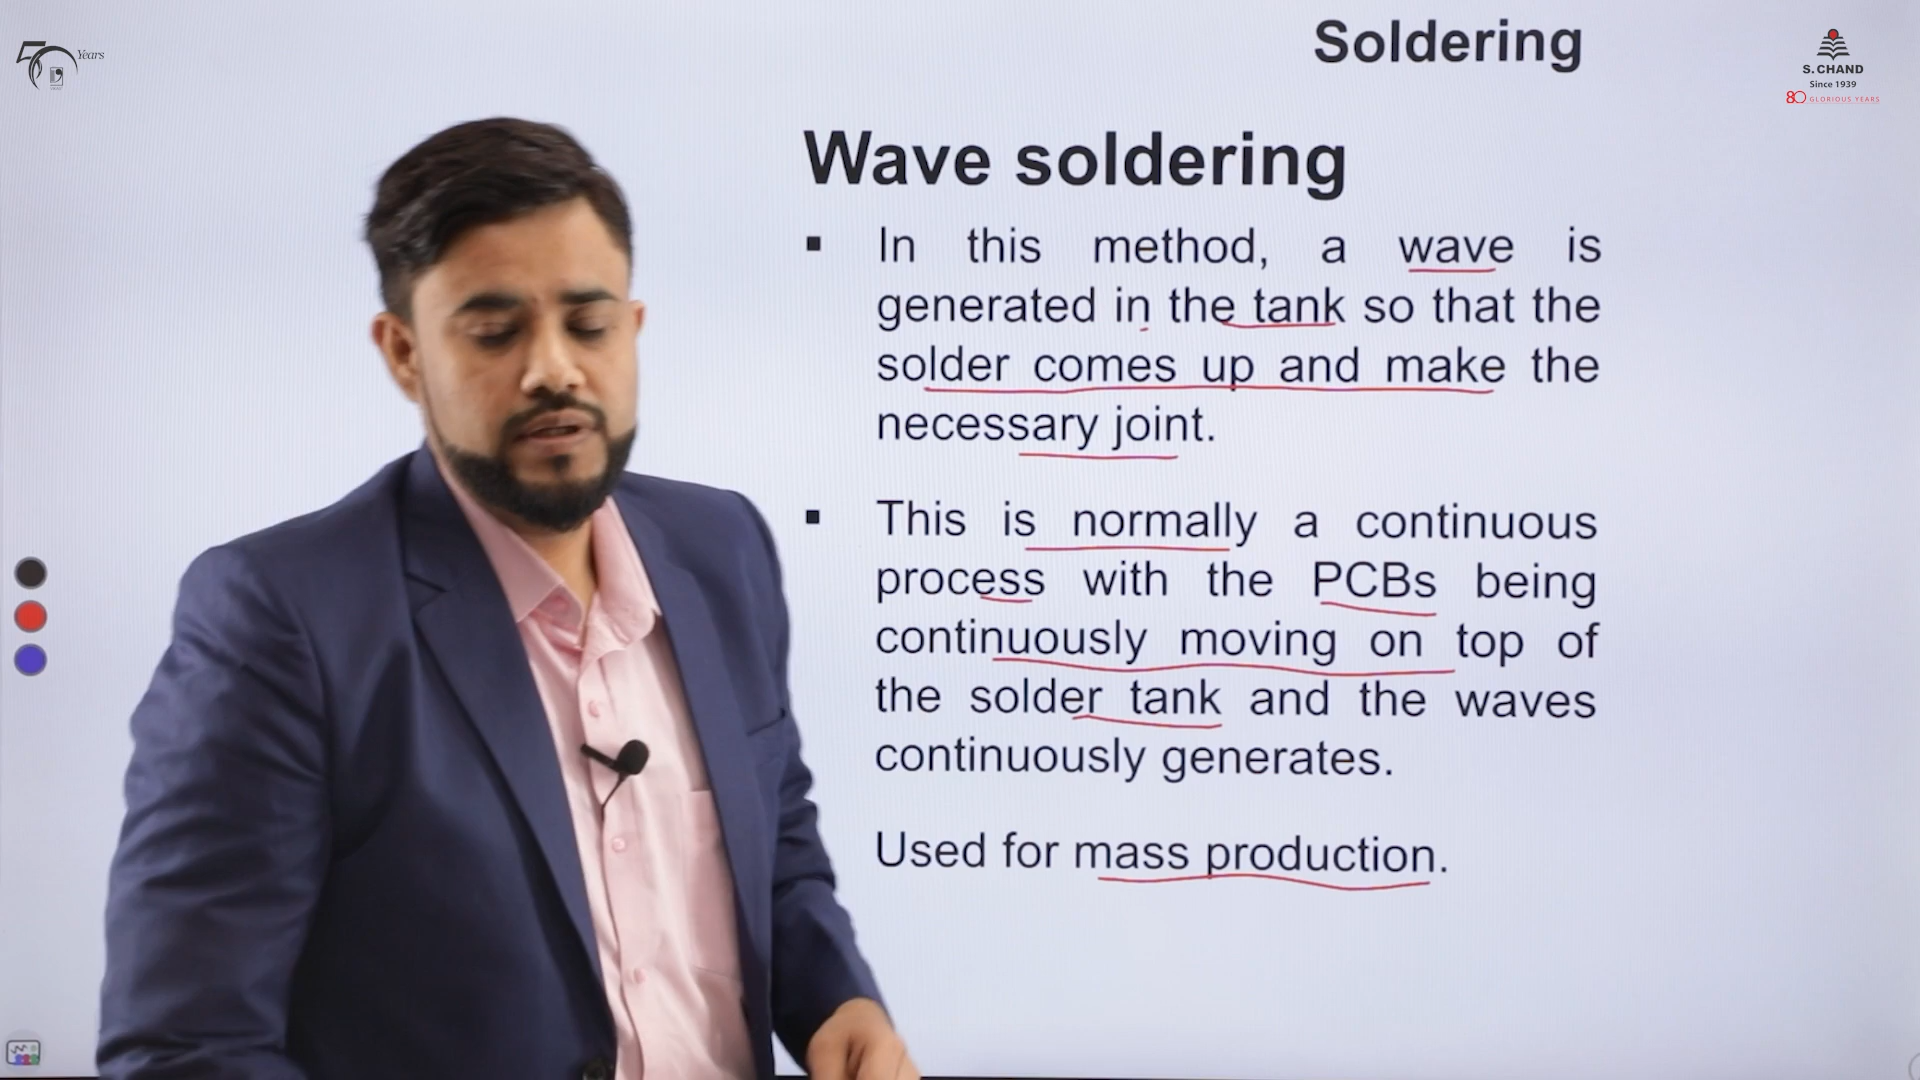 50 Years
Soldering
S. CHAND
Since 1939
80 GLORIOUS YEARS
Wave soldering
▪ In this method, a wave is
generated in the tank so that the
solder comes up and make the
necessary joint.
▪ This is normally a continuous
process with the PCBs being
continuously moving on top of
the solder tank and the waves
continuously generates.
Used for mass production.